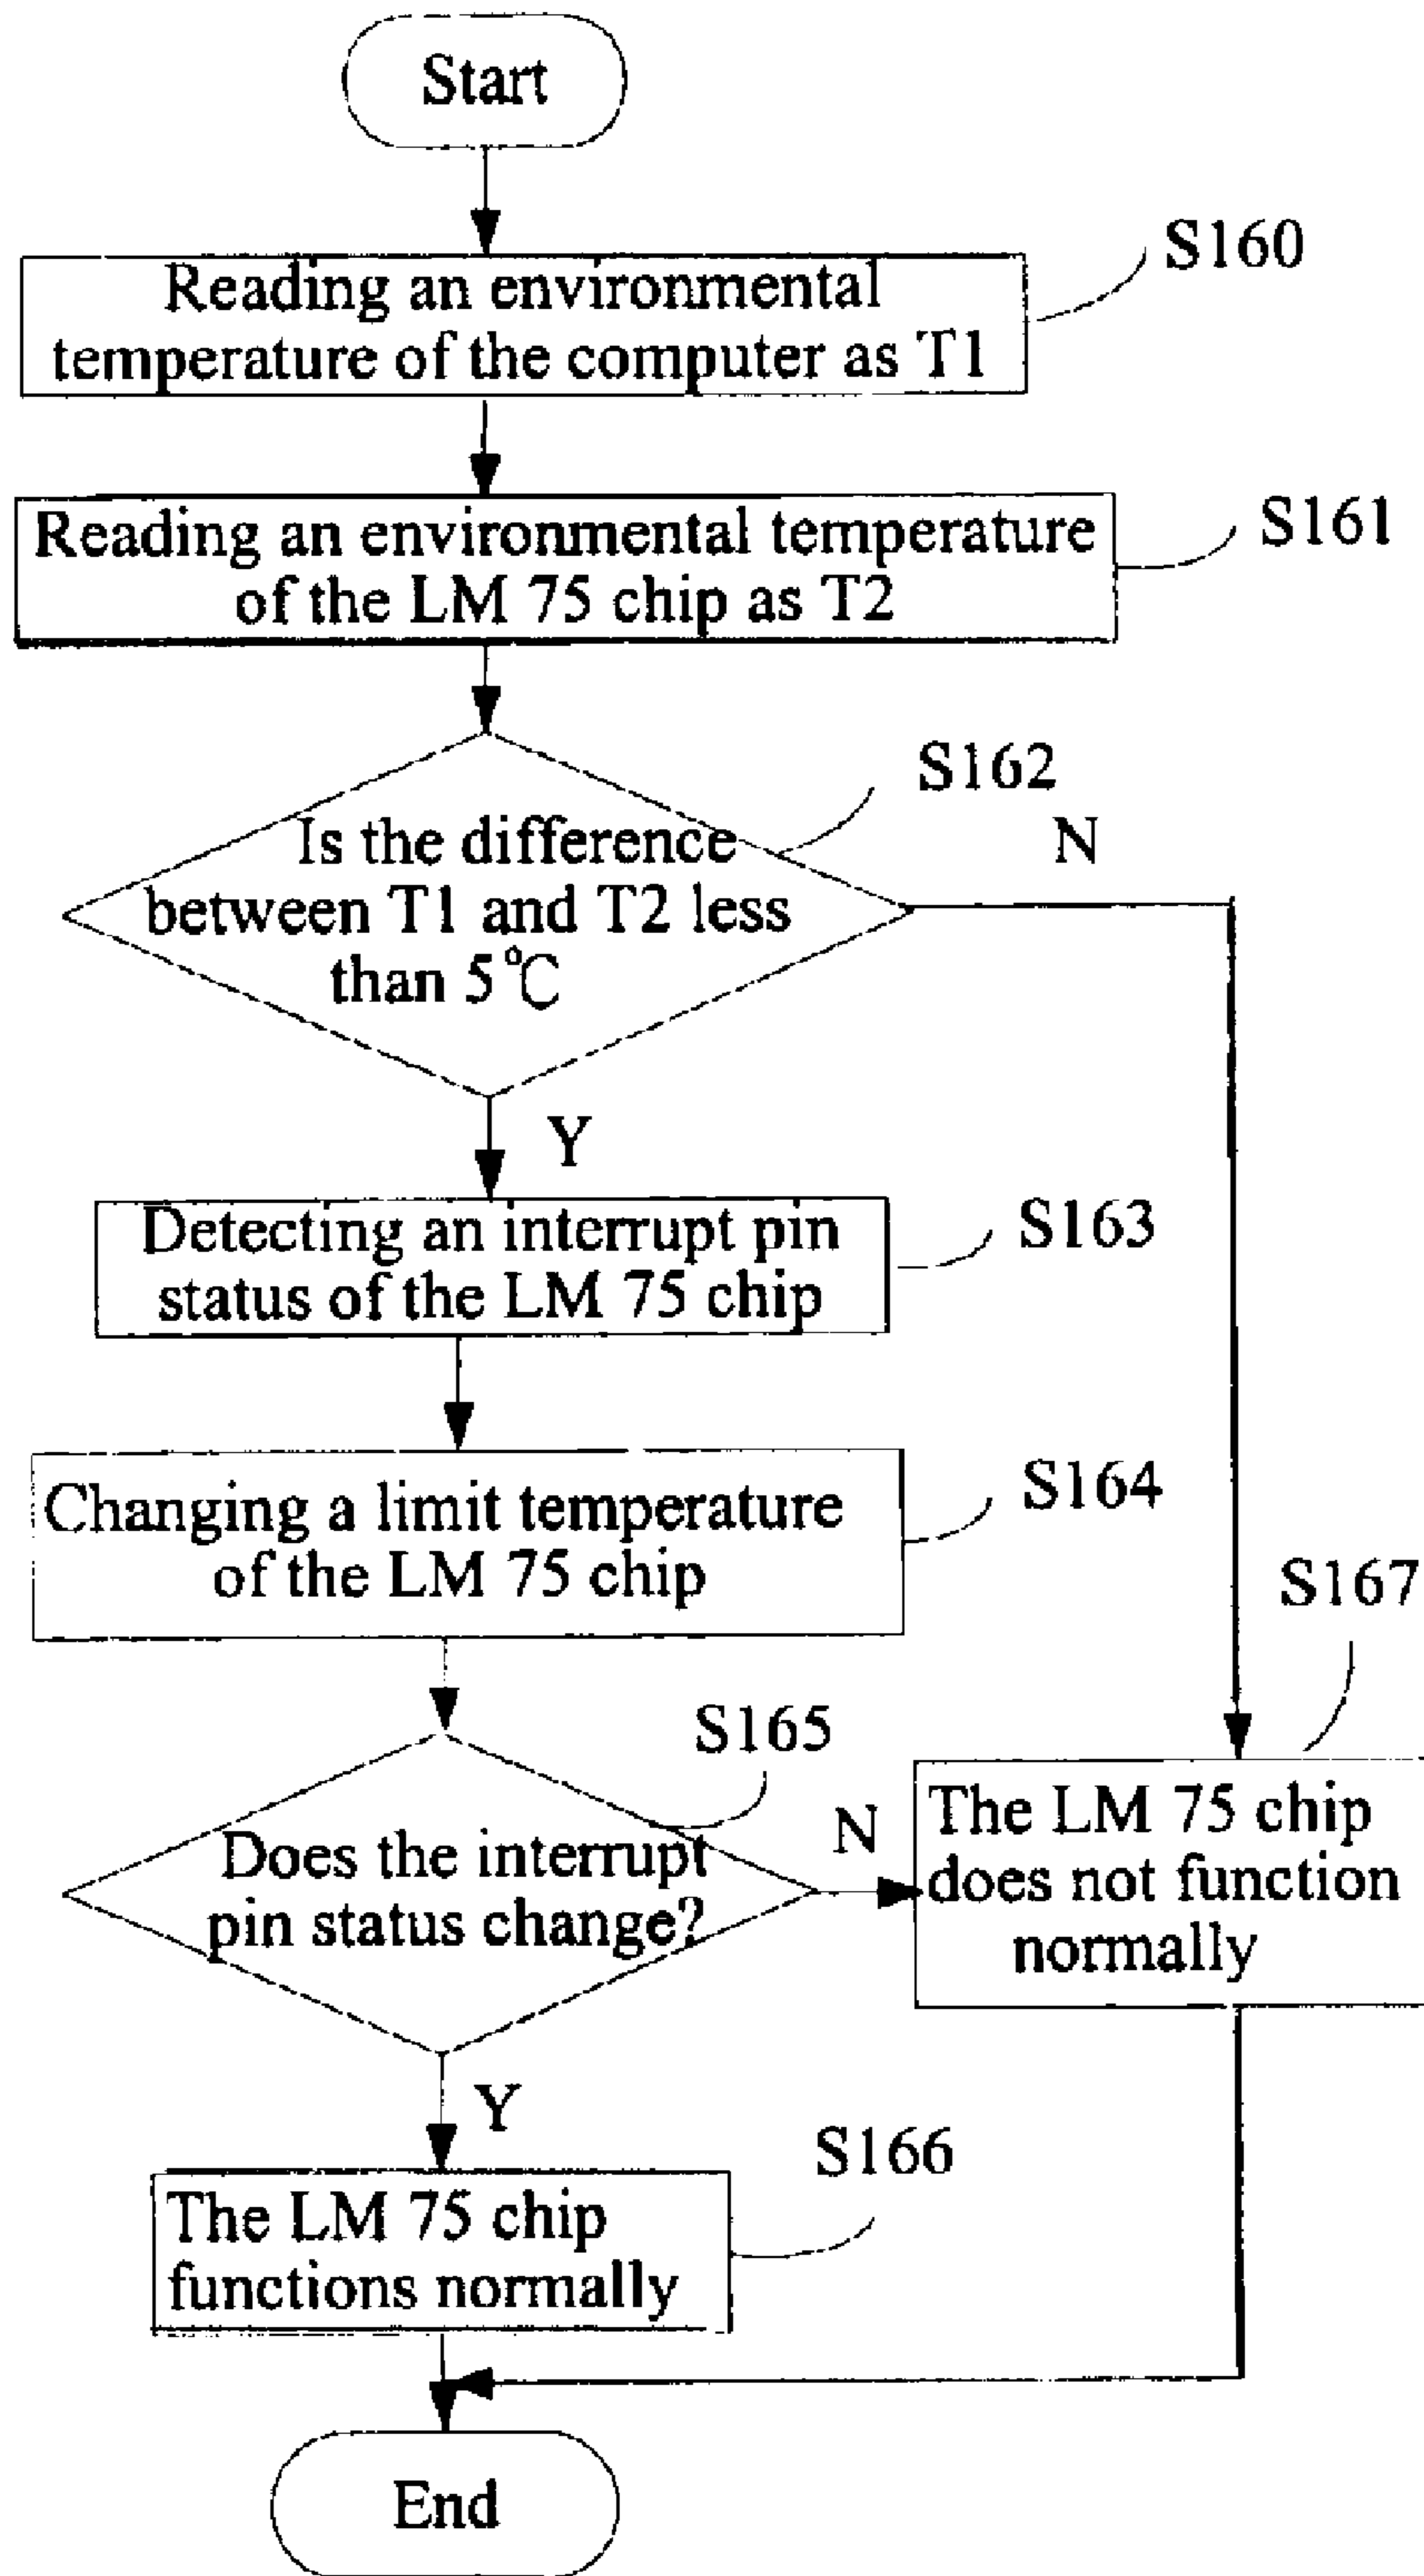 Start
S160
Reading an environmental
temperature of the computer as T1
S161
Reading an environmental temperature
of the LM 75 chip as T2
S162
Is the difference
between T1 and T2 less
than 5℃
N
Y
Detecting an interrupt pin
status of the LM 75 chip
S163
Changing a limit temperature
of the LM 75 chip
S164
S167
S165
Does the interrupt
pin status change?
N
The LM 75 chip
does not function
normally
Y
S166
The LM 75 chip
functions normally
End